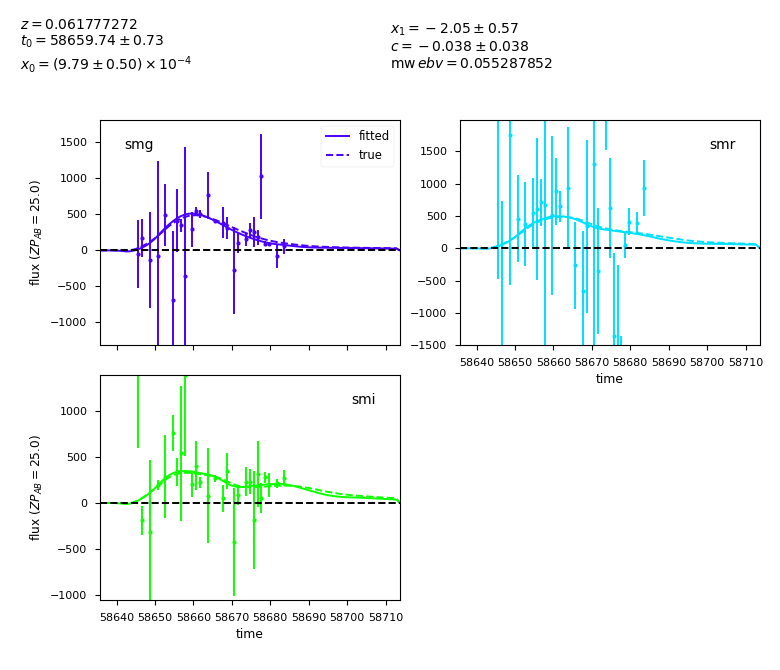 z = 0.061777272
t₀ = 58659.74 ± 0.73
x₀ = (9.79 ± 0.50) × 10⁻⁴
x₁ = −2.05 ± 0.57
c = −0.038 ± 0.038
mw ebv = 0.055287852
smg
fitted
true
1500
1000
500
0
−500
−1000
flux (ZP_AB = 25.0)
smr
1500
1000
500
0
−500
−1000
−1500
58640 58650 58660 58670 58680 58690 58700 58710
time
smi
1000
500
0
−500
−1000
flux (ZP_AB = 25.0)
58640 58650 58660 58670 58680 58690 58700 58710
time